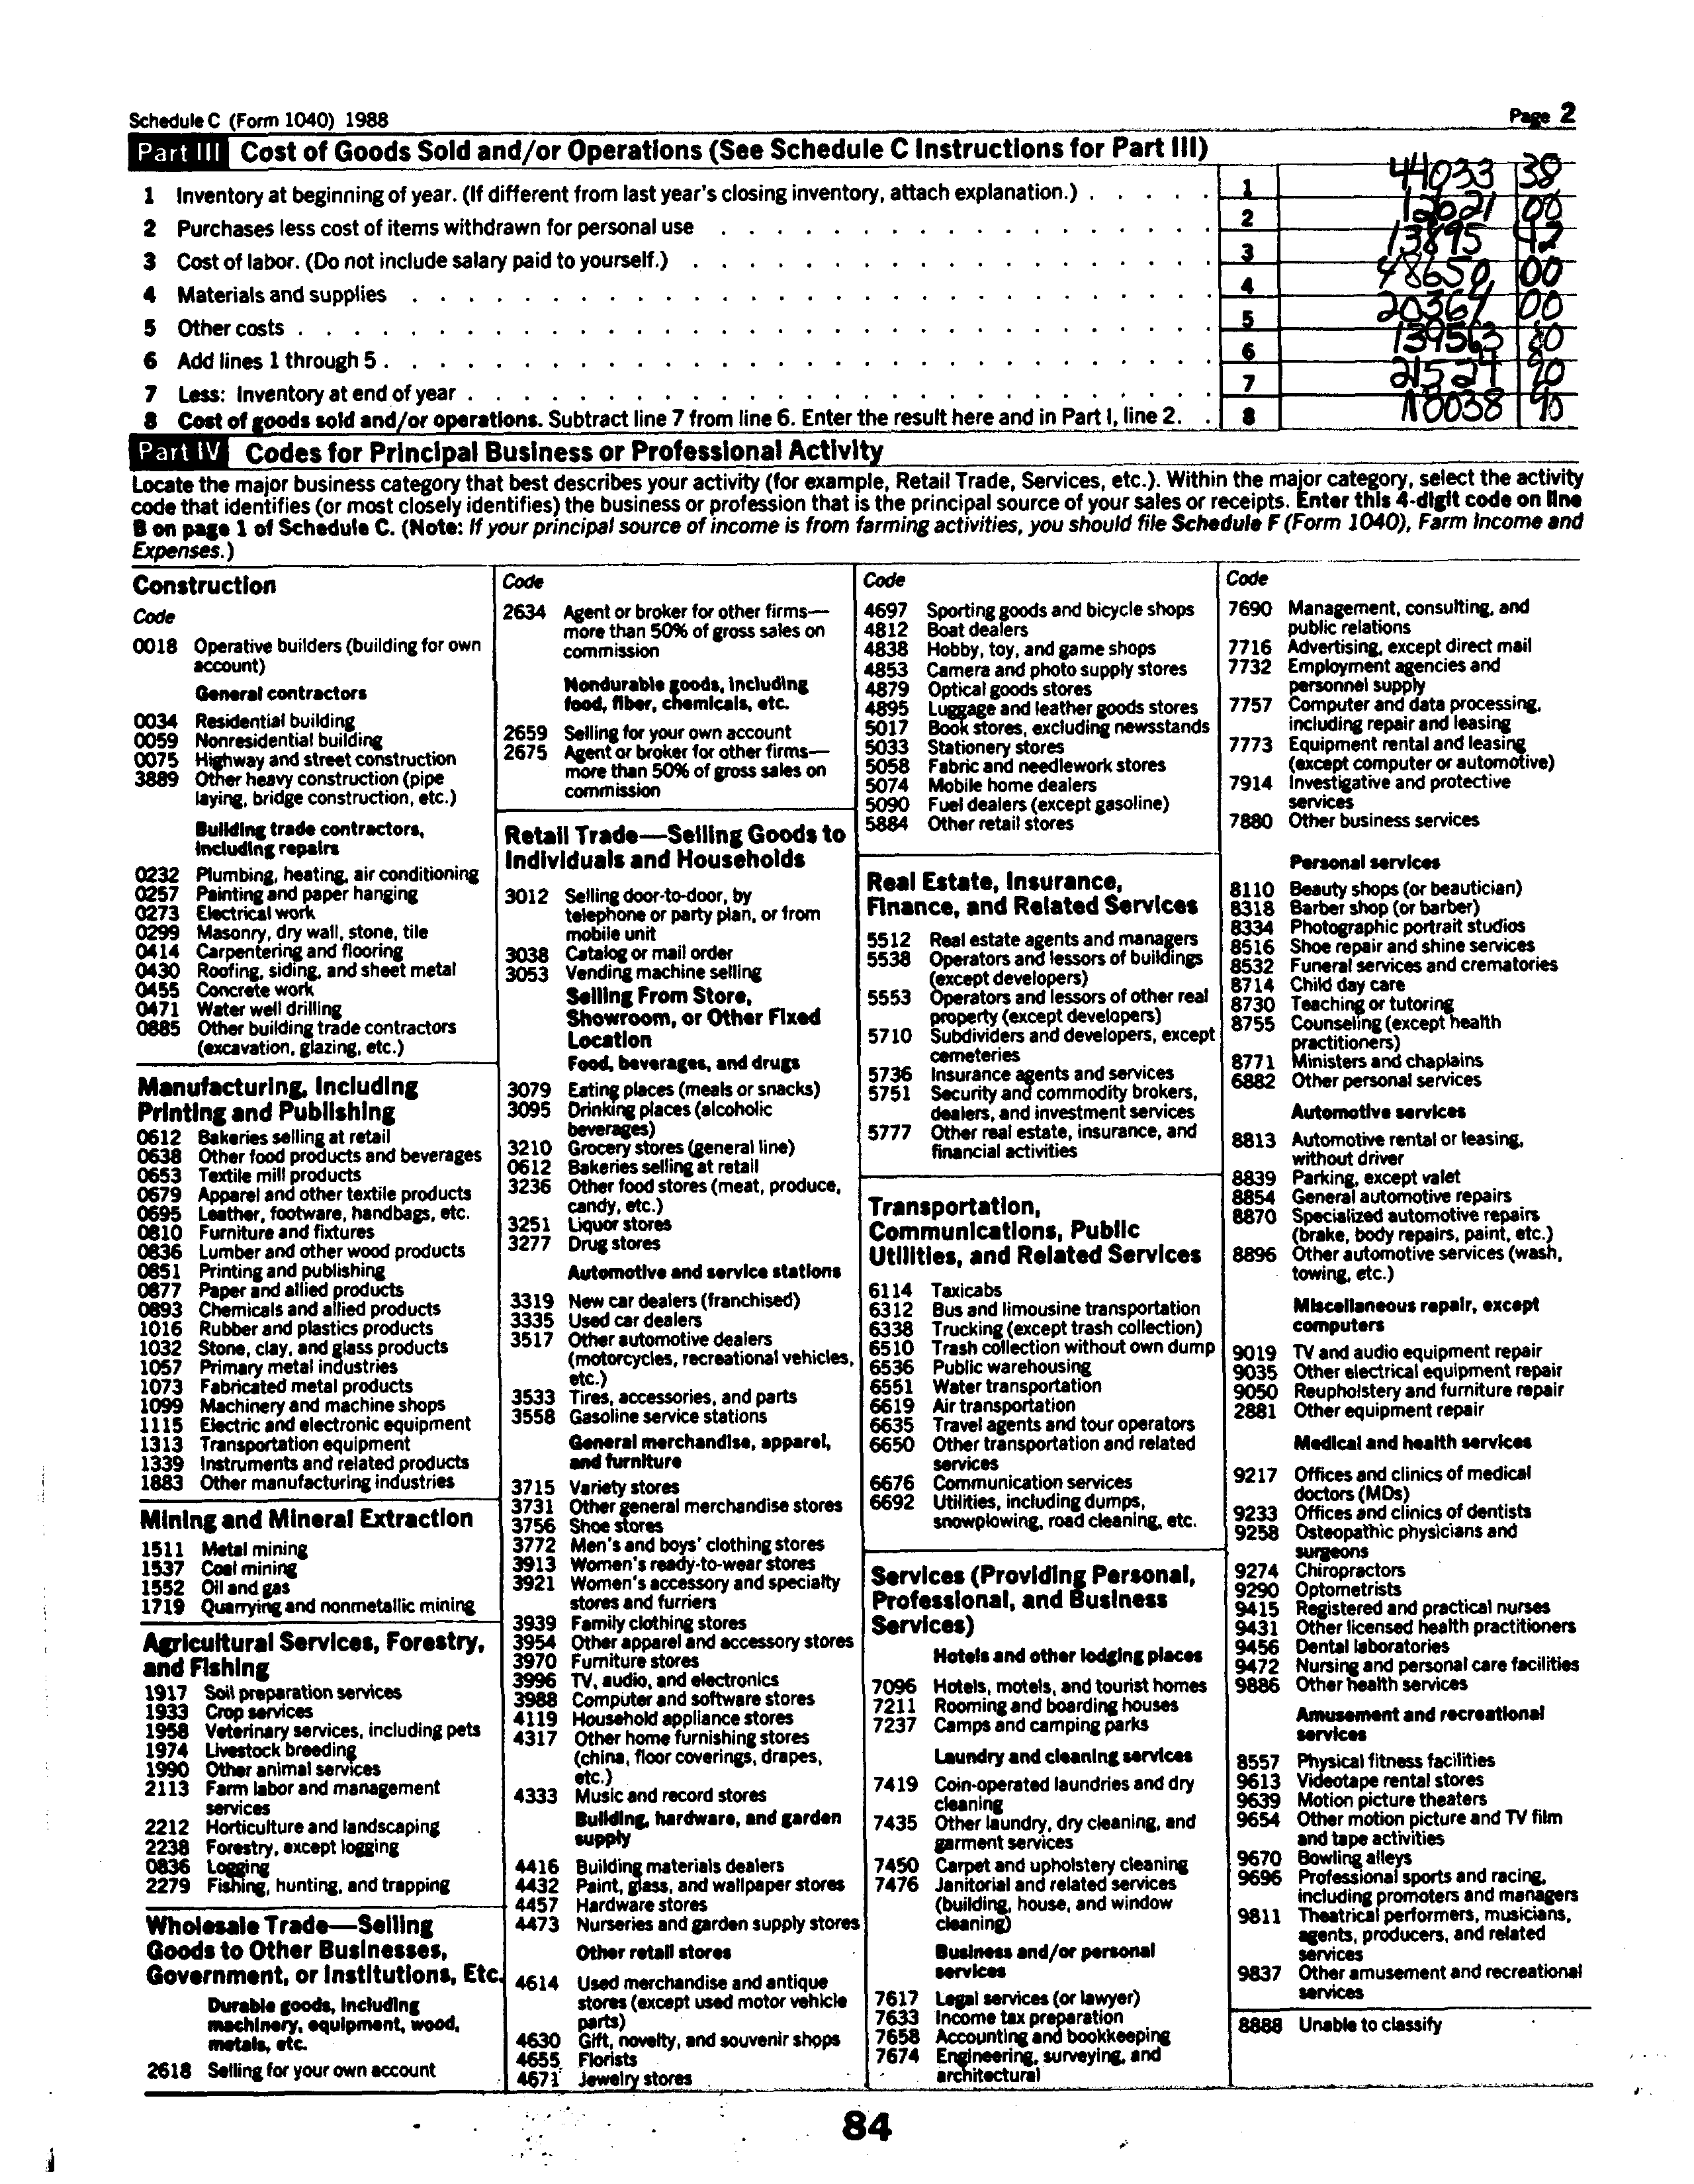 Schedule C (Form 1040) 1988 Page 2
Part III Cost of Goods Sold and/or Operations (See Schedule C Instructions for Part III)
1 Inventory at beginning of year. (If different from last year's closing inventory, attach explanation.) . . . . . 1 44033 38
2 Purchases less cost of items withdrawn for personal use 2 12621 00
3 Cost of labor. (Do not include salary paid to yourself.) 3 13895 42
4 Materials and supplies 4 48650 00
5 Other costs 5 20364 00
6 Add lines 1 through 5 6 139563 80
7 Less: Inventory at end of year 7 21524 90
8 Cost of goods sold and/or operations. Subtract line 7 from line 6. Enter the result here and in Part I, line 2. . 8 118038 90
Part IV Codes for Principal Business or Professional Activity
Locate the major business category that best describes your activity (for example, Retail Trade, Services, etc.). Within the major category, select the activity
code that identifies (or most closely identifies) the business or profession that is the principal source of your sales or receipts. Enter this 4-digit code on line
B on page 1 of Schedule C. (Note: If your principal source of income is from farming activities, you should file Schedule F (Form 1040), Farm Income and
Expenses.)
Construction
Code
0018 Operative builders (building for own
account)
General contractors
0034 Residential building
0059 Nonresidential building
0075 Highway and street construction
3889 Other heavy construction (pipe
laying, bridge construction, etc.)
Building trade contractors,
including repairs
0232 Plumbing, heating, air conditioning
0257 Painting and paper hanging
0273 Electrical work
0299 Masonry, dry wall, stone, tile
0414 Carpentering and flooring
0430 Roofing, siding, and sheet metal
0455 Concrete work
0471 Water well drilling
0885 Other building trade contractors
(excavation, glazing, etc.)
Manufacturing, Including
Printing and Publishing
0612 Bakeries selling at retail
0638 Other food products and beverages
0653 Textile mill products
0679 Apparel and other textile products
0695 Leather, footware, handbags, etc.
0810 Furniture and fixtures
0836 Lumber and other wood products
0851 Printing and publishing
0877 Paper and allied products
0893 Chemicals and allied products
1016 Rubber and plastics products
1032 Stone, clay, and glass products
1057 Primary metal industries
1073 Fabricated metal products
1099 Machinery and machine shops
1115 Electric and electronic equipment
1313 Transportation equipment
1339 Instruments and related products
1883 Other manufacturing industries
Mining and Mineral Extraction
1511 Metal mining
1537 Coal mining
1552 Oil and gas
1719 Quarrying and nonmetallic mining
Agricultural Services, Forestry,
and Fishing
1917 Soil preparation services
1933 Crop services
1958 Veterinary services, including pets
1974 Livestock breeding
1990 Other animal services
2113 Farm labor and management
services
2212 Horticulture and landscaping
2238 Forestry, except logging
0836 Logging
2279 Fishing, hunting, and trapping
Wholesale Trade—Selling
Goods to Other Businesses,
Government, or Institutions, Etc.
Durable goods, including
machinery, equipment, wood,
metals, etc.
2618 Selling for your own account
Code
2634 Agent or broker for other firms—
more than 50% of gross sales on
commission
Nondurable goods, including
food, fiber, chemicals, etc.
2659 Selling for your own account
2675 Agent or broker for other firms—
more than 50% of gross sales on
commission
Retail Trade—Selling Goods to
Individuals and Households
3012 Selling door-to-door, by
telephone or party plan, or from
mobile unit
3038 Catalog or mail order
3053 Vending machine selling
Selling From Store,
Showroom, or Other Fixed
Location
Food, beverages, and drugs
3079 Eating places (meals or snacks)
3095 Drinking places (alcoholic
beverages)
3210 Grocery stores (general line)
0612 Bakeries selling at retail
3236 Other food stores (meat, produce,
candy, etc.)
3251 Liquor stores
3277 Drug stores
Automotive and service stations
3319 New car dealers (franchised)
3335 Used car dealers
3517 Other automotive dealers
(motorcycles, recreational vehicles,
etc.)
3533 Tires, accessories, and parts
3558 Gasoline service stations
General merchandise, apparel,
and furniture
3715 Variety stores
3731 Other general merchandise stores
3756 Shoe stores
3772 Men's and boys' clothing stores
3913 Women's ready-to-wear stores
3921 Women's accessory and specialty
stores and furriers
3939 Family clothing stores
3954 Other apparel and accessory stores
3970 Furniture stores
3996 TV, audio, and electronics
3988 Computer and software stores
4119 Household appliance stores
4317 Other home furnishing stores
(china, floor coverings, drapes,
etc.)
4333 Music and record stores
Building, hardware, and garden
supply
4416 Building materials dealers
4432 Paint, glass, and wallpaper stores
4457 Hardware stores
4473 Nurseries and garden supply stores
Other retail stores
4614 Used merchandise and antique
stores (except used motor vehicle
parts)
4630 Gift, novelty, and souvenir shops
4655 Florists
4671 Jewelry stores
Code
4697 Sporting goods and bicycle shops
4812 Boat dealers
4838 Hobby, toy, and game shops
4853 Camera and photo supply stores
4879 Optical goods stores
4895 Luggage and leather goods stores
5017 Book stores, excluding newsstands
5033 Stationery stores
5058 Fabric and needlework stores
5074 Mobile home dealers
5090 Fuel dealers (except gasoline)
5884 Other retail stores
Real Estate, Insurance,
Finance, and Related Services
5512 Real estate agents and managers
5538 Operators and lessors of buildings
(except developers)
5553 Operators and lessors of other real
property (except developers)
5710 Subdividers and developers, except
cemeteries
5736 Insurance agents and services
5751 Security and commodity brokers,
dealers, and investment services
5777 Other real estate, insurance, and
financial activities
Transportation,
Communications, Public
Utilities, and Related Services
6114 Taxicabs
6312 Bus and limousine transportation
6338 Trucking (except trash collection)
6510 Trash collection without own dump
6536 Public warehousing
6551 Water transportation
6619 Air transportation
6635 Travel agents and tour operators
6650 Other transportation and related
services
6676 Communication services
6692 Utilities, including dumps,
snowplowing, road cleaning, etc.
Services (Providing Personal,
Professional, and Business
Services)
Hotels and other lodging places
7096 Hotels, motels, and tourist homes
7211 Rooming and boarding houses
7237 Camps and camping parks
Laundry and cleaning services
7419 Coin-operated laundries and dry
cleaning
7435 Other laundry, dry cleaning, and
garment services
7450 Carpet and upholstery cleaning
7476 Janitorial and related services
(building, house, and window
cleaning)
Business and/or personal
services
7617 Legal services (or lawyer)
7633 Income tax preparation
7658 Accounting and bookkeeping
7674 Engineering, surveying, and
architectural
Code
7690 Management, consulting, and
public relations
7716 Advertising, except direct mail
7732 Employment agencies and
personnel supply
7757 Computer and data processing,
including repair and leasing
7773 Equipment rental and leasing
(except computer or automotive)
7914 Investigative and protective
services
7880 Other business services
Personal services
8110 Beauty shops (or beautician)
8318 Barber shop (or barber)
8334 Photographic portrait studios
8516 Shoe repair and shine services
8532 Funeral services and crematories
8714 Child day care
8730 Teaching or tutoring
8755 Counseling (except health
practitioners)
8771 Ministers and chaplains
6882 Other personal services
Automotive services
8813 Automotive rental or leasing,
without driver
8839 Parking, except valet
8854 General automotive repairs
8870 Specialized automotive repairs
(brake, body repairs, paint, etc.)
8896 Other automotive services (wash,
towing, etc.)
Miscellaneous repair, except
computers
9019 TV and audio equipment repair
9035 Other electrical equipment repair
9050 Reupholstery and furniture repair
2881 Other equipment repair
Medical and health services
9217 Offices and clinics of medical
doctors (MDs)
9233 Offices and clinics of dentists
9258 Osteopathic physicians and
surgeons
9274 Chiropractors
9290 Optometrists
9415 Registered and practical nurses
9431 Other licensed health practitioners
9456 Dental laboratories
9472 Nursing and personal care facilities
9886 Other health services
Amusement and recreational
services
8557 Physical fitness facilities
9613 Videotape rental stores
9639 Motion picture theaters
9654 Other motion picture and TV film
and tape activities
9670 Bowling alleys
9696 Professional sports and racing,
including promoters and managers
9811 Theatrical performers, musicians,
agents, producers, and related
services
9837 Other amusement and recreational
services
8888 Unable to classify
84